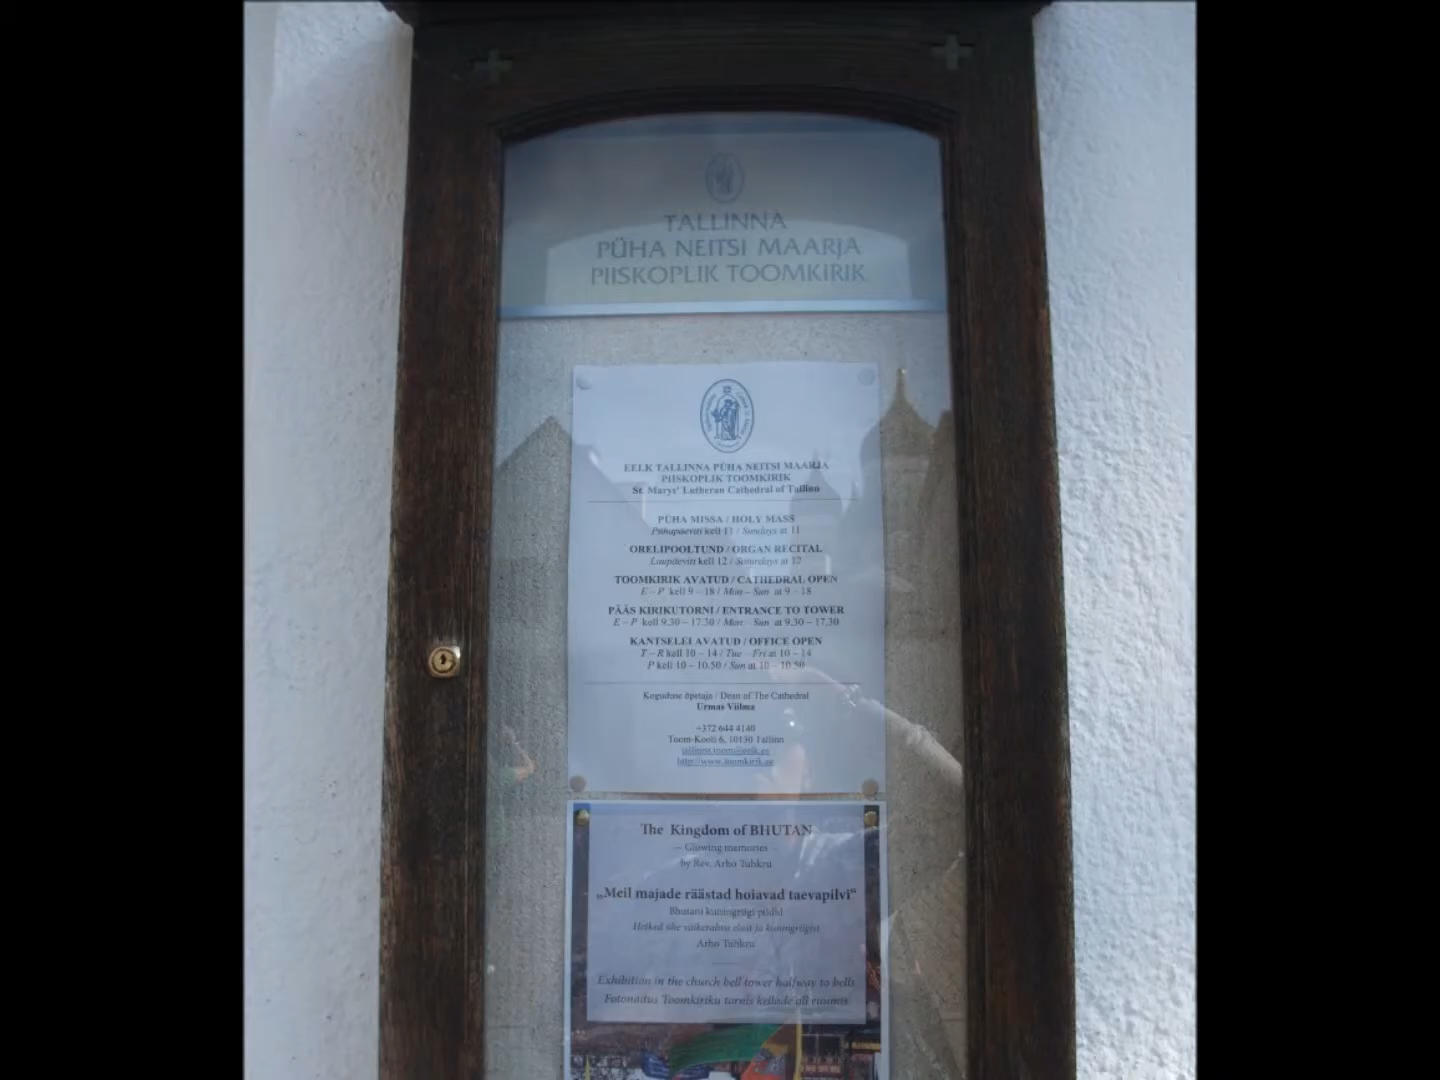 TALLINNA
PÜHA NEITSI MAARJA
PIISKOPLIK TOOMKIRIK
EELK TALLINNA PÜHA NEITSI MAARJA
PIISKOPLIK TOOMKIRIK
St. Marys' Lutheran Cathedral of Tallinn
PÜHA MISSA / HOLY MASS
Pühapäeviti kell 11 / Sundays at 11
ORELIPOOLTUND / ORGAN RECITAL
Laupäeviti kell 12 / Saturdays at 12
TOOMKIRIK AVATUD / CATHEDRAL OPEN
E – P kell 9 – 18 / Mon – Sun at 9 – 18
PÄÄS KIRIKUTORNI / ENTRANCE TO TOWER
E – P kell 9.30 – 17.30 / Mon – Sun at 9.30 – 17.30
KANTSELEI AVATUD / OFFICE OPEN
T – R kell 10 – 14 / Tue – Fri at 10 – 14
P kell 10 – 10.50 / Sun at 10 – 10.50
Koguduse õpetaja / Dean of The Cathedral
Urmas Viilma
+372 644 4140
Toom-Kooli 6, 10130 Tallinn
tallinna.toom@eelk.ee
http://www.toomkirik.ee
The Kingdom of BHUTAN
– Glowing memories –
by Rev. Arho Tuhkru
„Meil majade räästad hoiavad taevapilvi“
Bhutani kuningriigi pildid
Hetked ühe väikerahva elust ja kuningriigist
Arho Tuhkru
Exhibition in the church bell tower halfway to bells
Fotonäitus Toomkiriku tornis kellade all ruumis